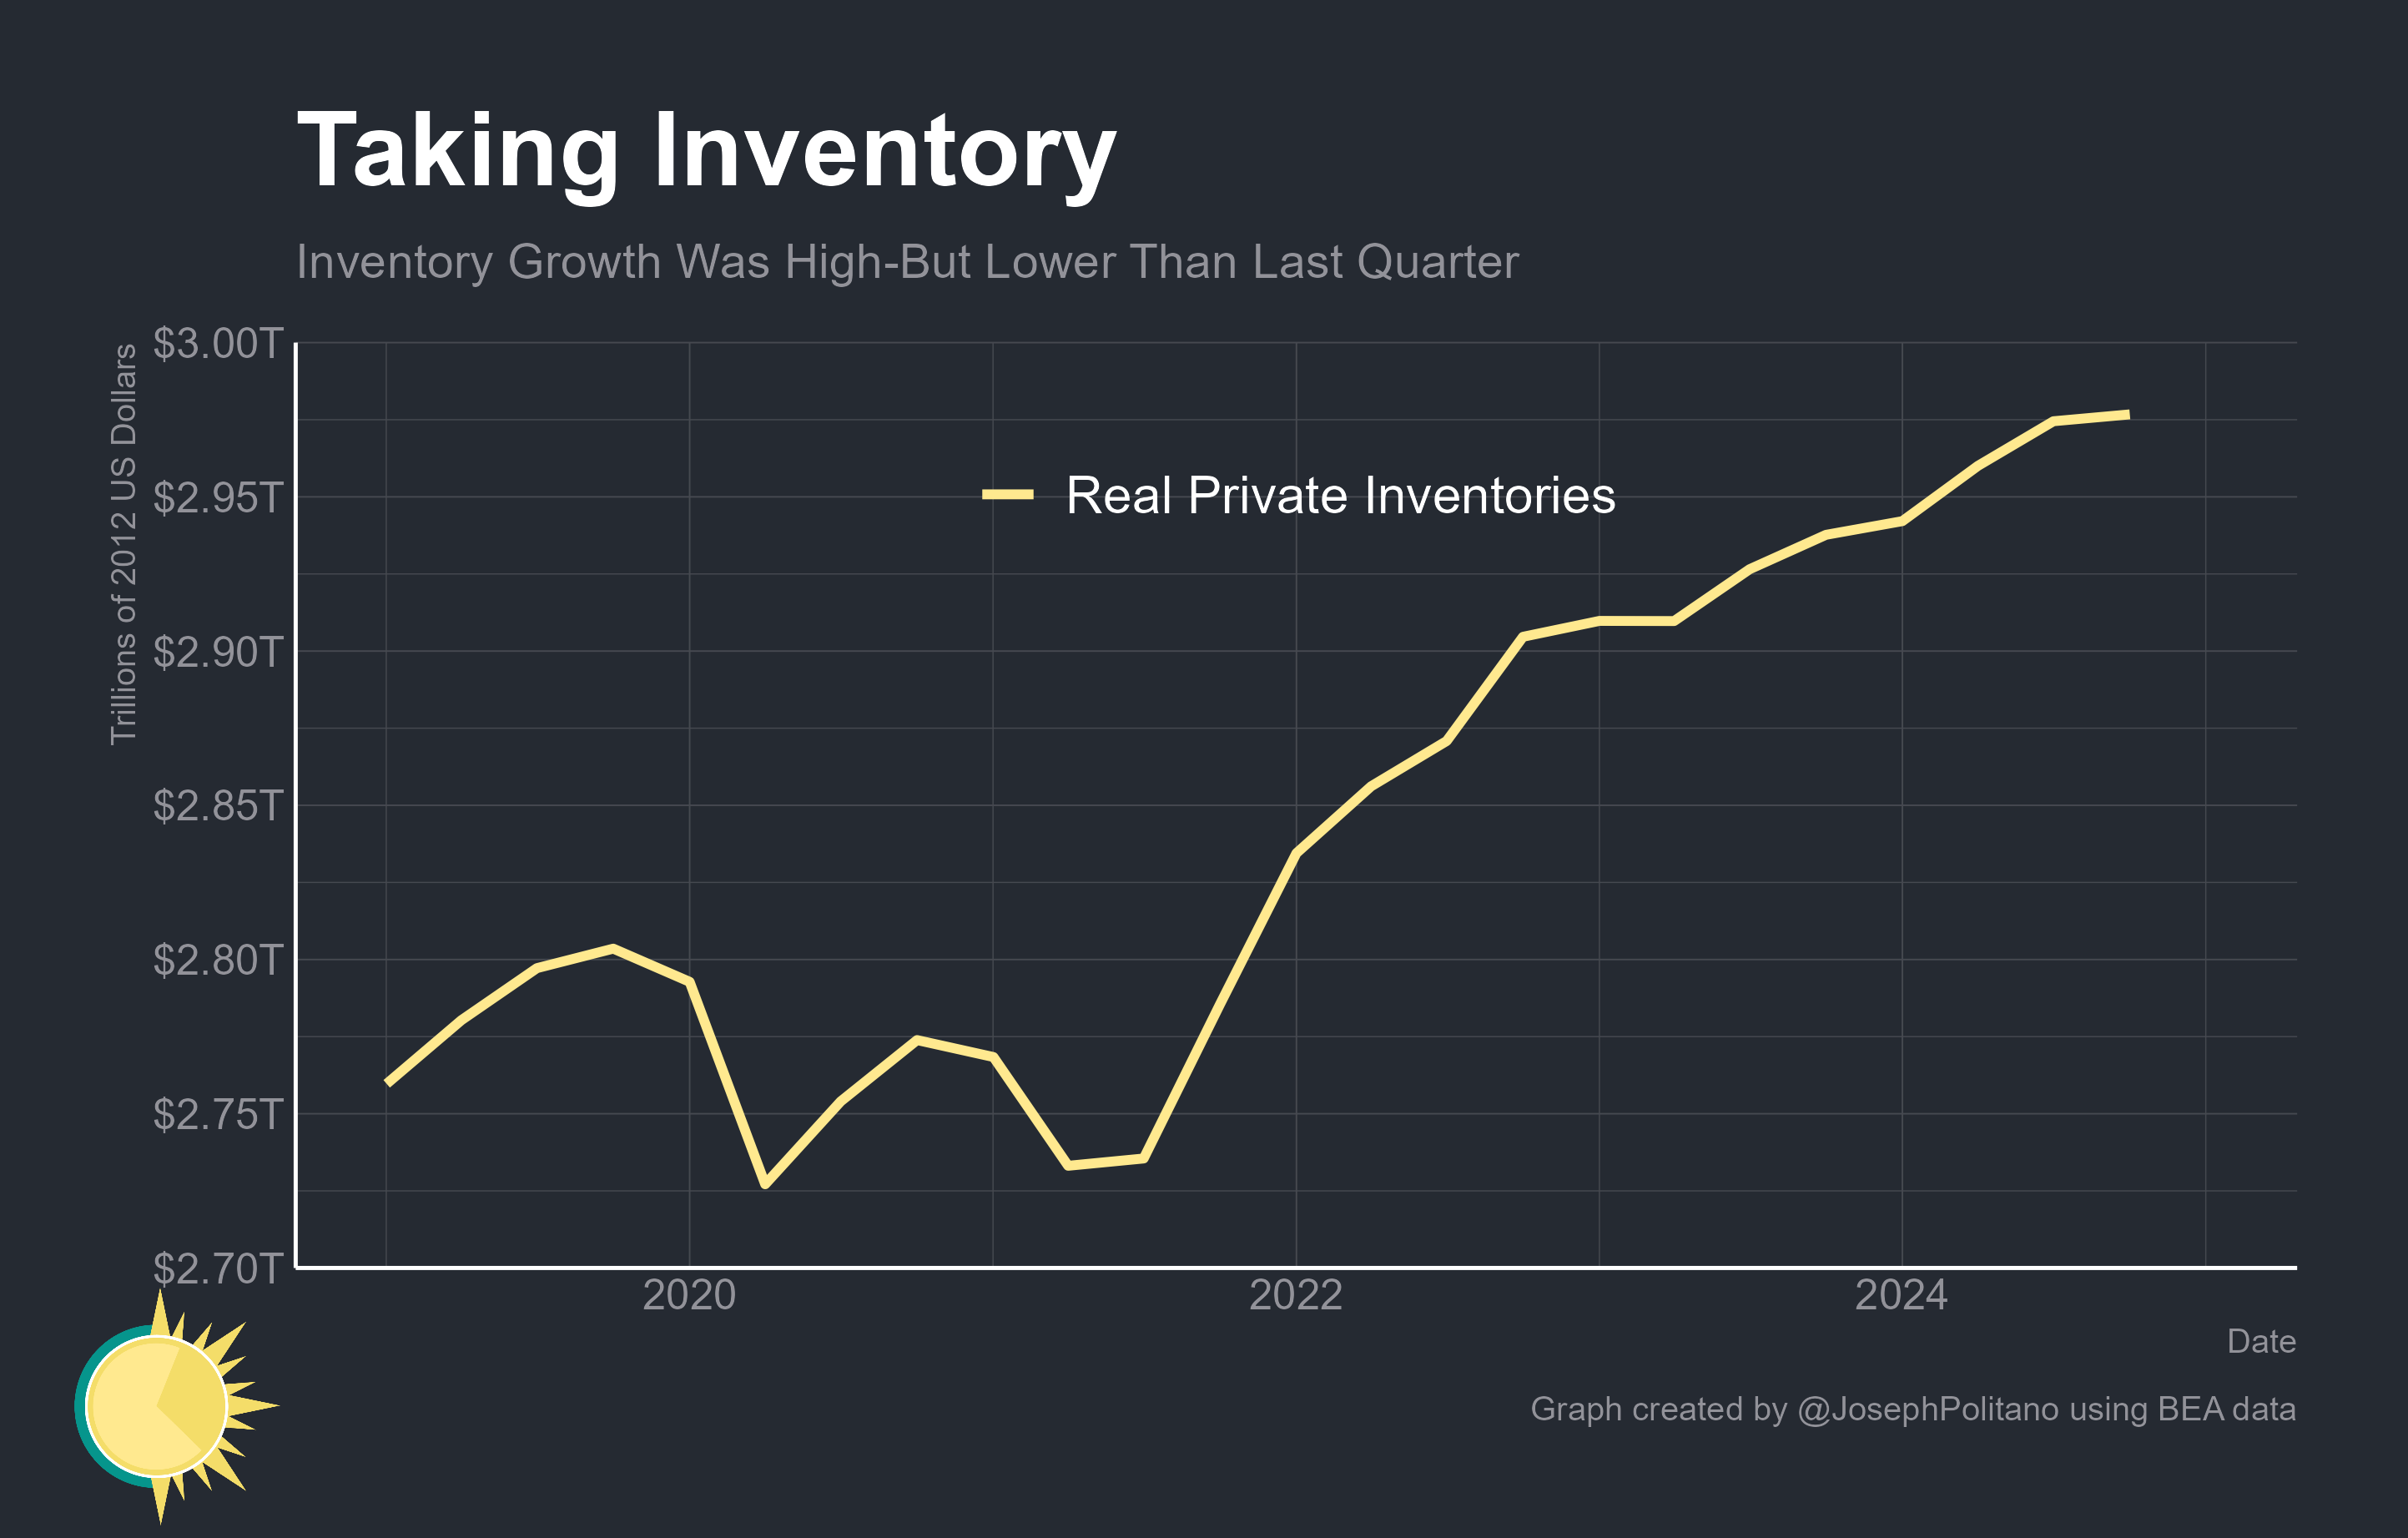 Taking Inventory
Inventory Growth Was High-But Lower Than Last Quarter
Trillions of 2012 US Dollars
$3.00T
$2.95T
$2.90T
$2.85T
$2.80T
$2.75T
$2.70T
Real Private Inventories
2020
2022
2024
Date
Graph created by @JosephPolitano using BEA data